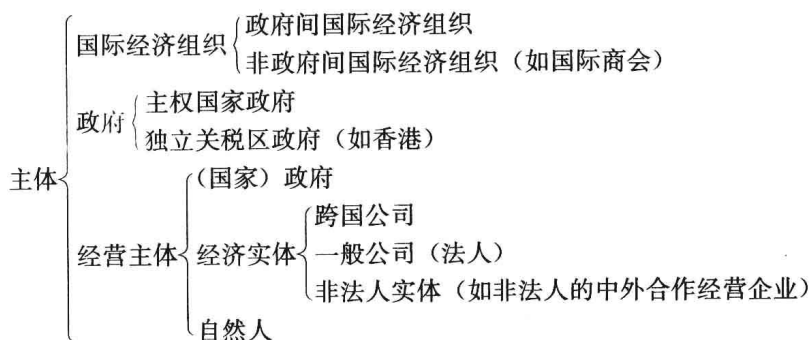 政府间国际经济组织
国际经济组织
非政府间国际经济组织（如国际商会）
主权国家政府
政府
独立关税区政府（如香港）
主体
（国家）政府
跨国公司
经营主体
经济实体
一般公司（法人）
非法人实体（如非法人的中外合作经营企业）
自然人